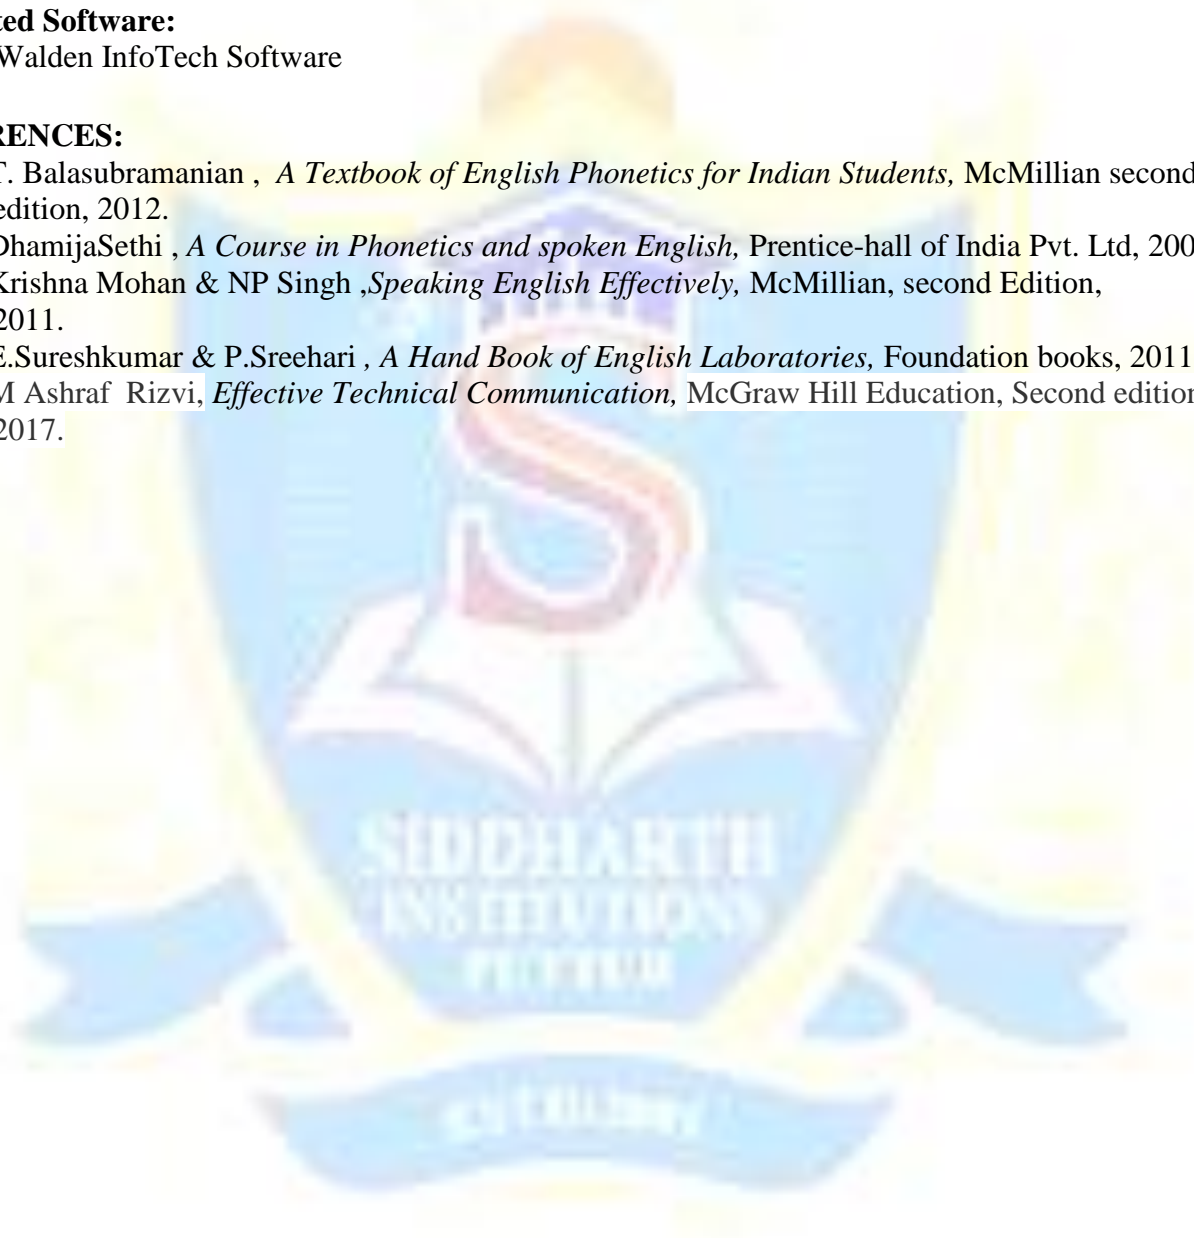 ted Software:
Walden InfoTech Software
RENCES:
T. Balasubramanian , A Textbook of English Phonetics for Indian Students, McMillian second
edition, 2012.
DhamijaSethi , A Course in Phonetics and spoken English, Prentice-hall of India Pvt. Ltd, 200
Krishna Mohan & NP Singh ,Speaking English Effectively, McMillian, second Edition,
2011.
E.Sureshkumar & P.Sreehari , A Hand Book of English Laboratories, Foundation books, 2011
M Ashraf Rizvi, Effective Technical Communication, McGraw Hill Education, Second edition
2017.
S
SIDDHARTH
INSTITUTIONS
PUTTUR